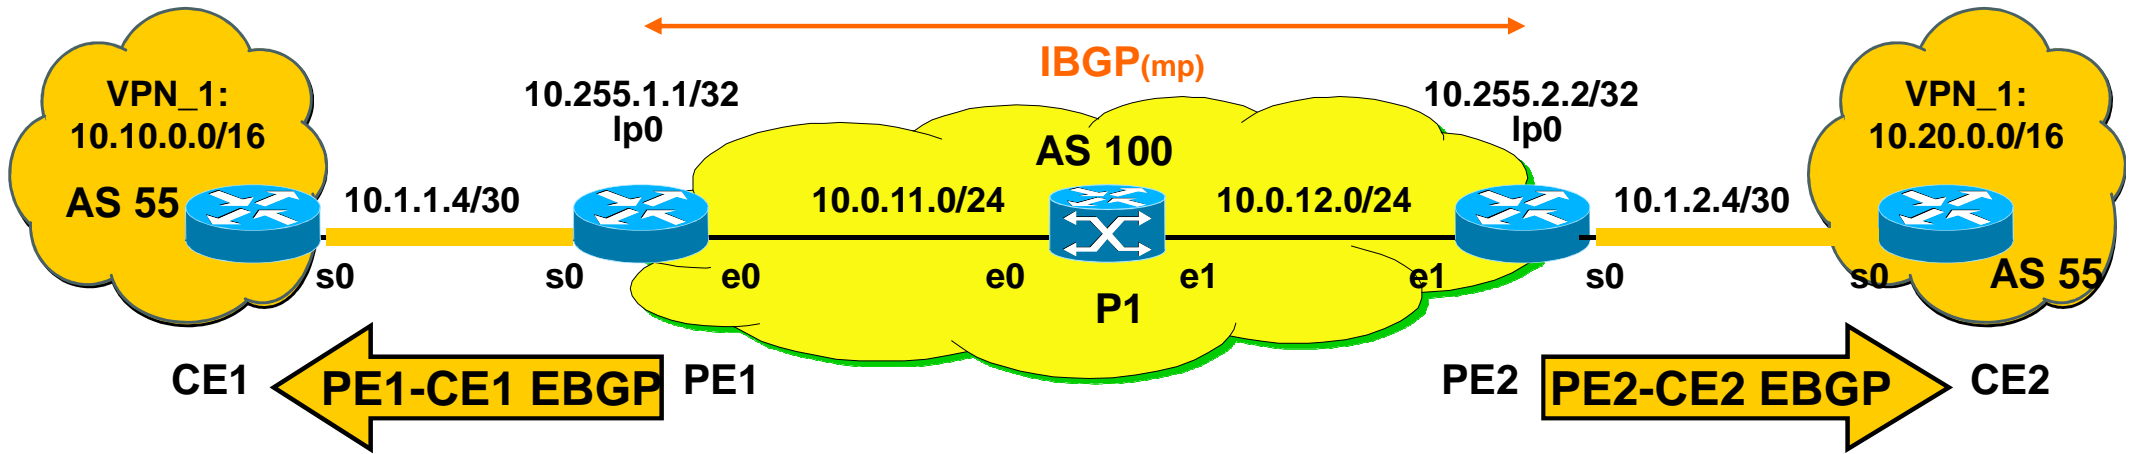 IBGP(mp)
VPN_1:
10.10.0.0/16
AS 55
10.255.1.1/32
lp0
AS 100
10.255.2.2/32
lp0
VPN_1:
10.20.0.0/16
10.1.1.4/30
10.0.11.0/24
10.0.12.0/24
10.1.2.4/30
s0
s0
e0
e0
e1
e1
s0
s0
AS 55
P1
CE1
PE1-CE1 EBGP
PE1
PE2
PE2-CE2 EBGP
CE2